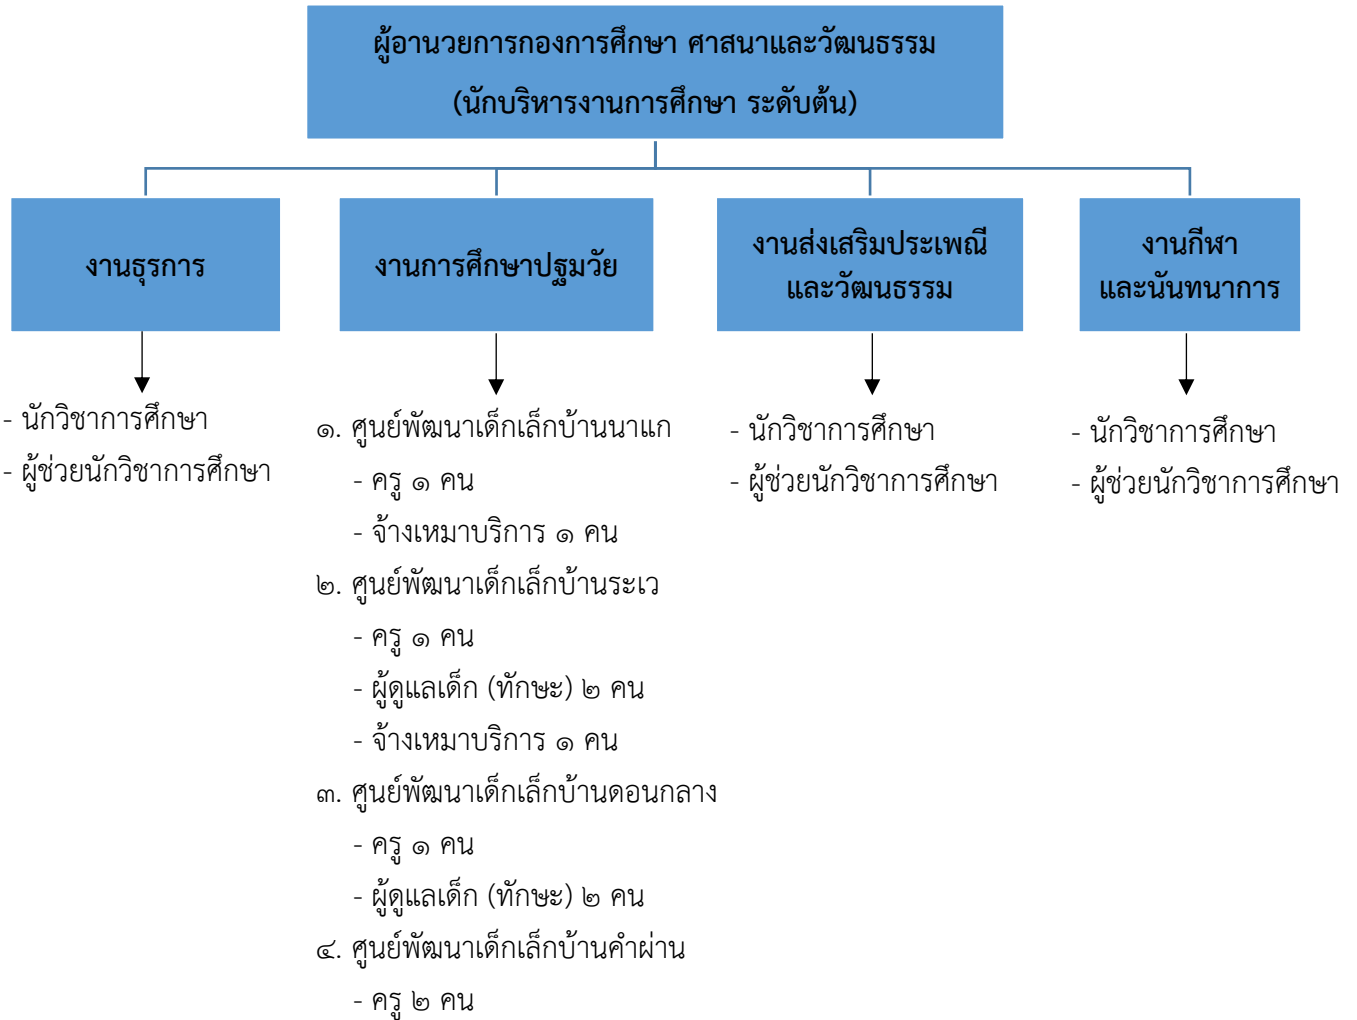 ผู้อานวยการกองการศึกษา ศาสนาและวัฒนธรรม
(นักบริหารงานการศึกษา ระดับต้น)
งานธุรการ
- นักวิชาการศึกษา
- ผู้ช่วยนักวิชาการศึกษา
งานการศึกษาปฐมวัย
๑. ศูนย์พัฒนาเด็กเล็กบ้านนาแก
- ครู ๑ คน
- จ้างเหมาบริการ ๑ คน
๒. ศูนย์พัฒนาเด็กเล็กบ้านระเว
- ครู ๑ คน
- ผู้ดูแลเด็ก (ทักษะ) ๒ คน
- จ้างเหมาบริการ ๑ คน
๓. ศูนย์พัฒนาเด็กเล็กบ้านดอนกลาง
- ครู ๑ คน
- ผู้ดูแลเด็ก (ทักษะ) ๒ คน
๔. ศูนย์พัฒนาเด็กเล็กบ้านคำผ่าน
- ครู ๒ คน
งานส่งเสริมประเพณี
และวัฒนธรรม
- นักวิชาการศึกษา
- ผู้ช่วยนักวิชาการศึกษา
งานกีฬา
และนันทนาการ
- นักวิชาการศึกษา
- ผู้ช่วยนักวิชาการศึกษา